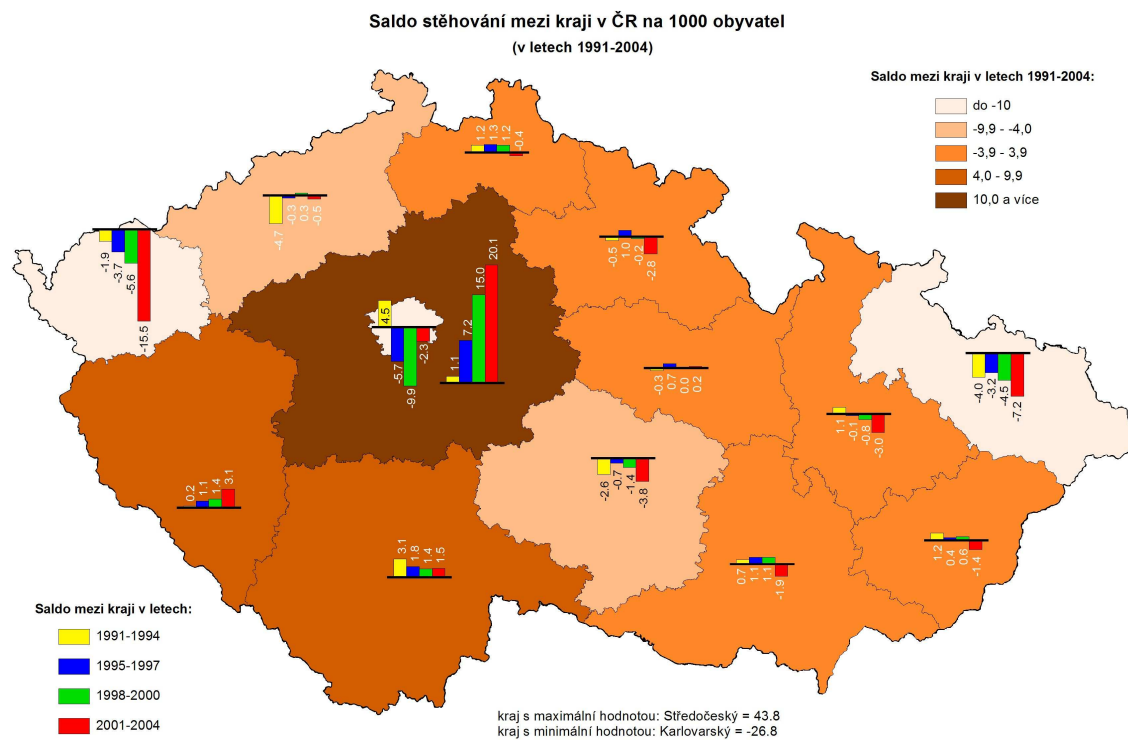 Saldo stěhování mezi kraji v ČR na 1000 obyvatel
(v letech 1991-2004)
Saldo mezi kraji v letech 1991-2004:
do -10
-9,9 - -4,0
-3,9 - 3,9
4,0 - 9,9
10,0 a více
1.2 1.3 1.2 -0.4
-4.7 -0.3 0.3 -0.5
-1.9 -3.7 -5.6 -15.5
-0.5 1.0 -0.2 -2.8
4.5 -5.7 -9.9 -2.3
1.1 7.2 15.0 20.1
-0.3 0.7 0.0 0.2
-4.0 -3.2 -4.5 -7.2
1.1 -0.1 -0.8 -3.0
-2.6 -0.7 -1.4 -3.8
0.2 1.1 1.4 3.1
3.1 1.8 1.4 1.5
0.7 1.1 1.1 -1.9
1.2 0.4 0.6 -1.4
Saldo mezi kraji v letech:
1991-1994
1995-1997
1998-2000
2001-2004
kraj s maximální hodnotou: Středočeský = 43.8
kraj s minimální hodnotou: Karlovarský = -26.8